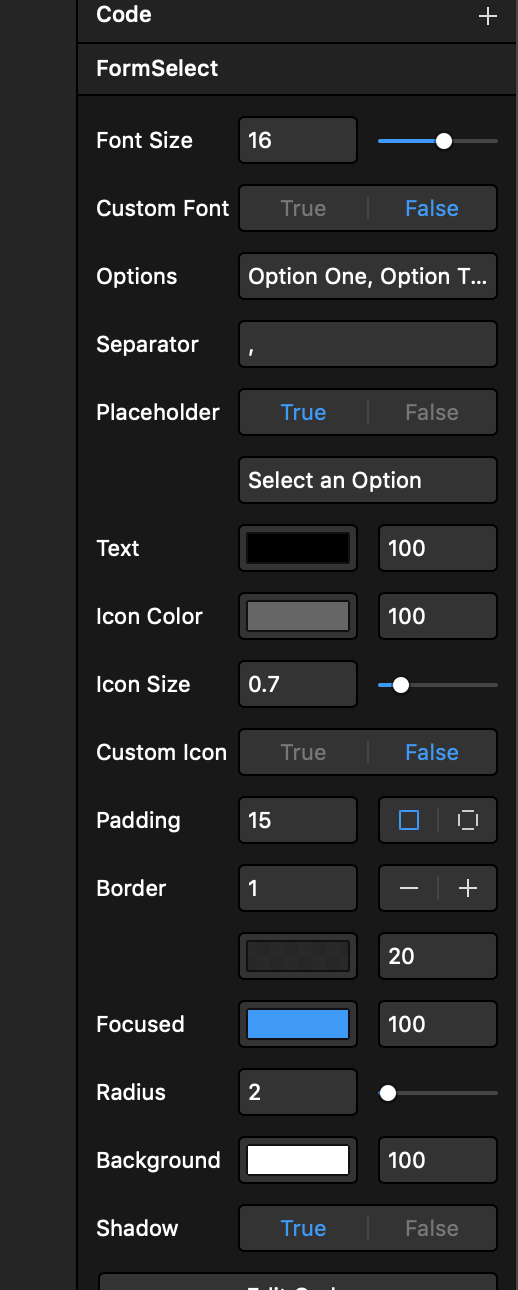 Code
FormSelect
Font Size 16
Custom Font True False
Options Option One, Option T...
Separator ,
Placeholder True False
Select an Option
Text 100
Icon Color 100
Icon Size 0.7
Custom Icon True False
Padding 15
Border 1
20
Focused 100
Radius 2
Background 100
Shadow True False